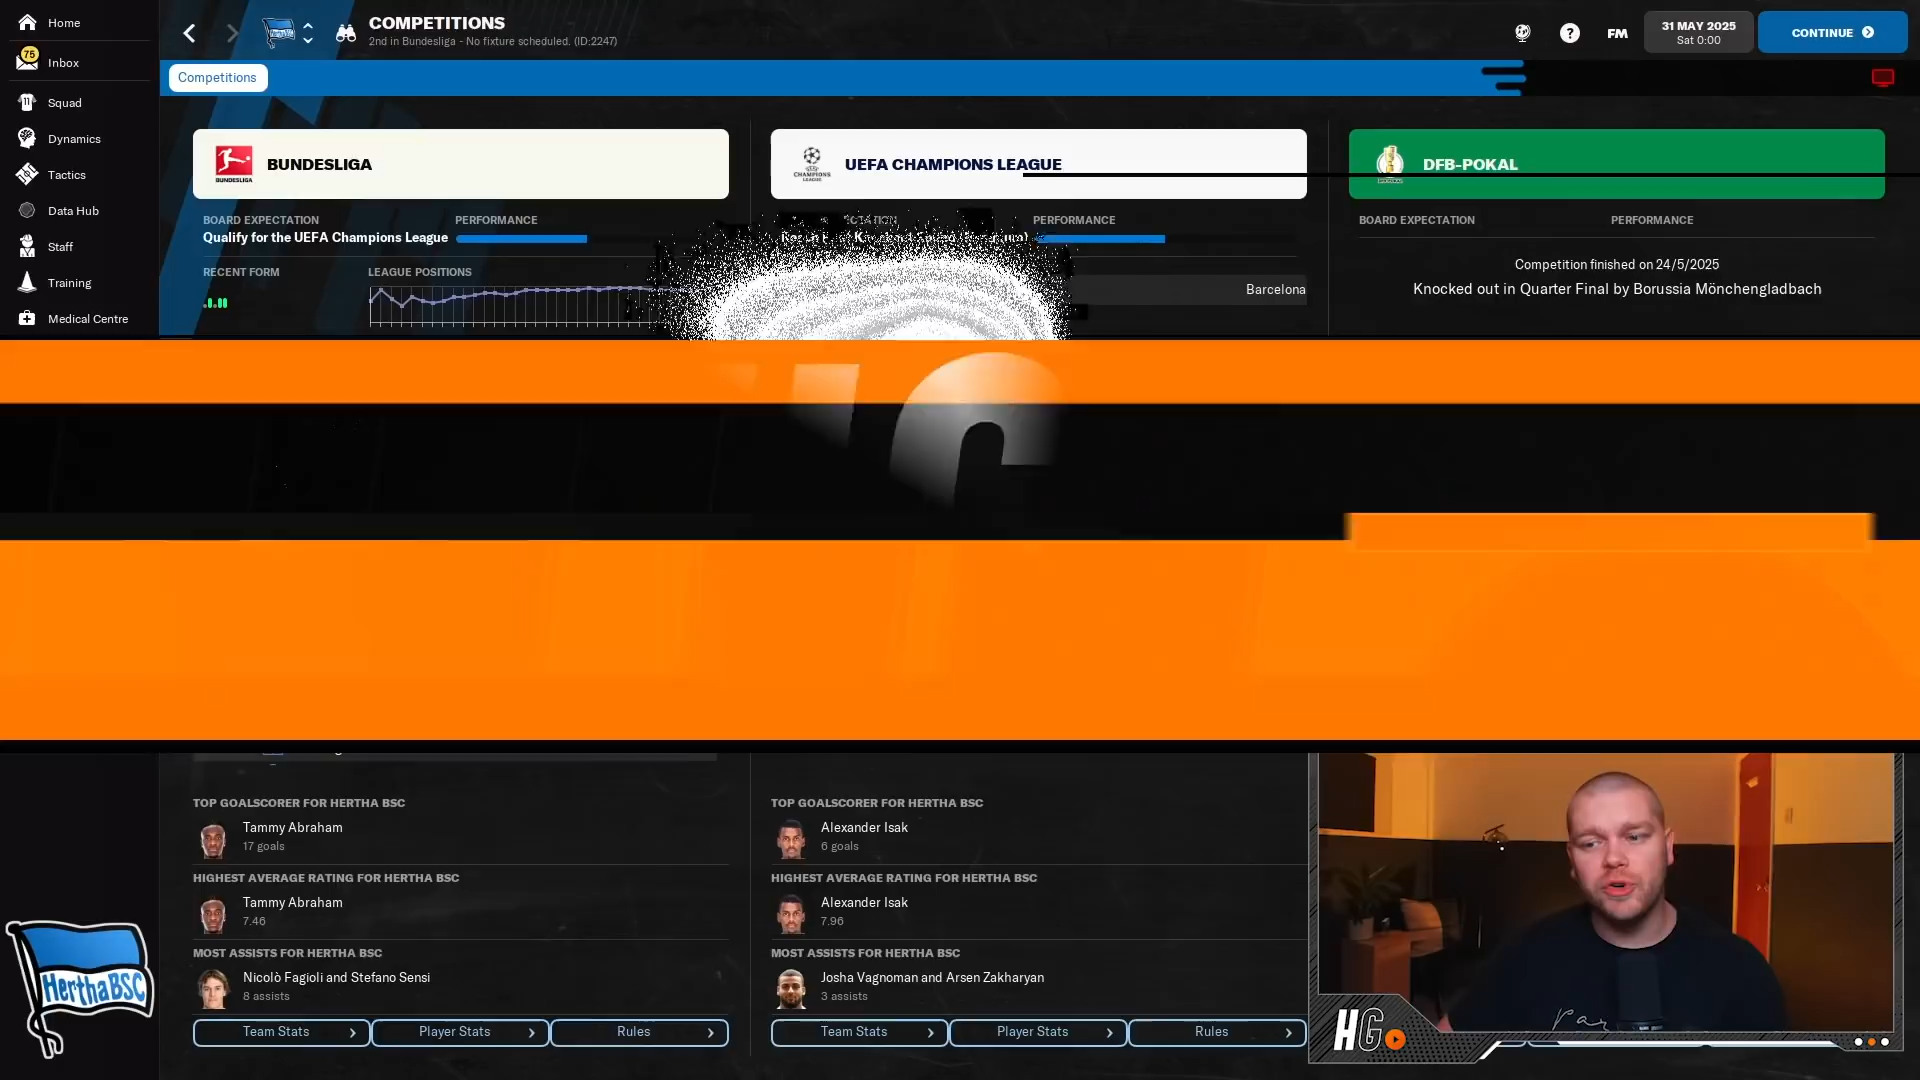 Home
COMPETITIONS
2nd in Bundesliga - No fixture scheduled. (ID:2247)
FM
31 MAY 2025
Sat 0:00
CONTINUE
75
Inbox
Competitions
Squad
Dynamics
Tactics
Data Hub
Staff
Training
Medical Centre
BUNDESLIGA
BUNDESLIGA
UEFA CHAMPIONS LEAGUE
CHAMPIONS
LEAGUE
DFB-POKAL
BOARD EXPECTATION
PERFORMANCE
Qualify for the UEFA Champions League
RECENT FORM
LEAGUE POSITIONS
PERFORMANCE
Barcelona
BOARD EXPECTATION
PERFORMANCE
Competition finished on 24/5/2025
Knocked out in Quarter Final by Borussia Mönchengladbach
TOP GOALSCORER FOR HERTHA BSC
Tammy Abraham
17 goals
HIGHEST AVERAGE RATING FOR HERTHA BSC
Tammy Abraham
7.46
MOST ASSISTS FOR HERTHA BSC
Nicolò Fagioli and Stefano Sensi
8 assists
Team Stats
Player Stats
Rules
TOP GOALSCORER FOR HERTHA BSC
Alexander Isak
6 goals
HIGHEST AVERAGE RATING FOR HERTHA BSC
Alexander Isak
7.96
MOST ASSISTS FOR HERTHA BSC
Josha Vagnoman and Arsen Zakharyan
3 assists
Team Stats
Player Stats
Rules
Hertha BSC
HG